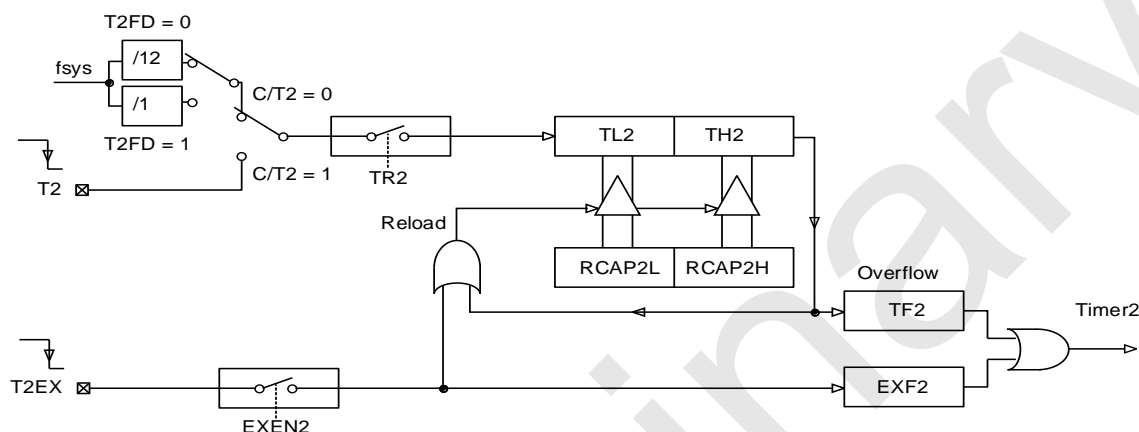 T2FD = 0
/12
fsys
C/T2 = 0
/1
T2FD = 1
C/T2 = 1
T2
TR2
TL2
TH2
Reload
RCAP2L
RCAP2H
Overflow
TF2
Timer2
T2EX
EXEN2
EXF2
inary